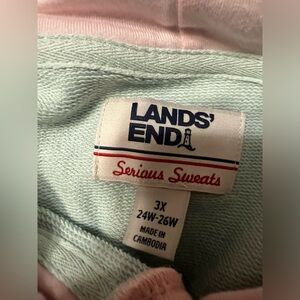 LANDS'
END
Serious Sweats
3X
24W-26W
MADE IN
CAMBODIA